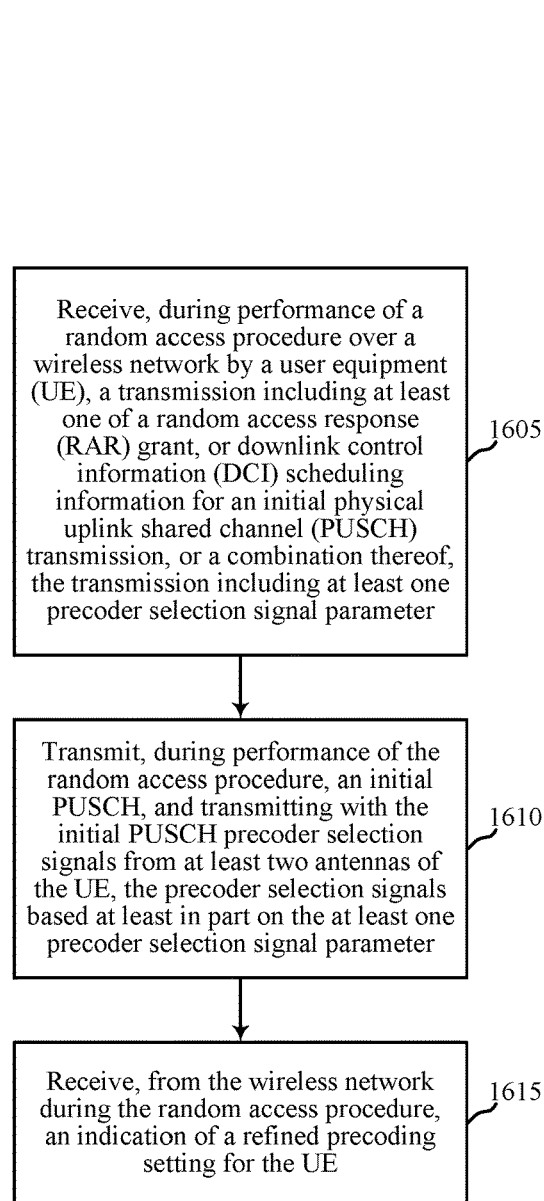 Receive, during performance of a
random access procedure over a
wireless network by a user equipment
(UE), a transmission including at least
one of a random access response
(RAR) grant, or downlink control
information (DCI) scheduling
information for an initial physical
uplink shared channel (PUSCH)
transmission, or a combination thereof,
the transmission including at least one
precoder selection signal parameter
1605
Transmit, during performance of the
random access procedure, an initial
PUSCH, and transmitting with the
initial PUSCH precoder selection
signals from at least two antennas of
the UE, the precoder selection signals
based at least in part on the at least one
precoder selection signal parameter
1610
Receive, from the wireless network
during the random access procedure,
an indication of a refined precoding
setting for the UE
1615